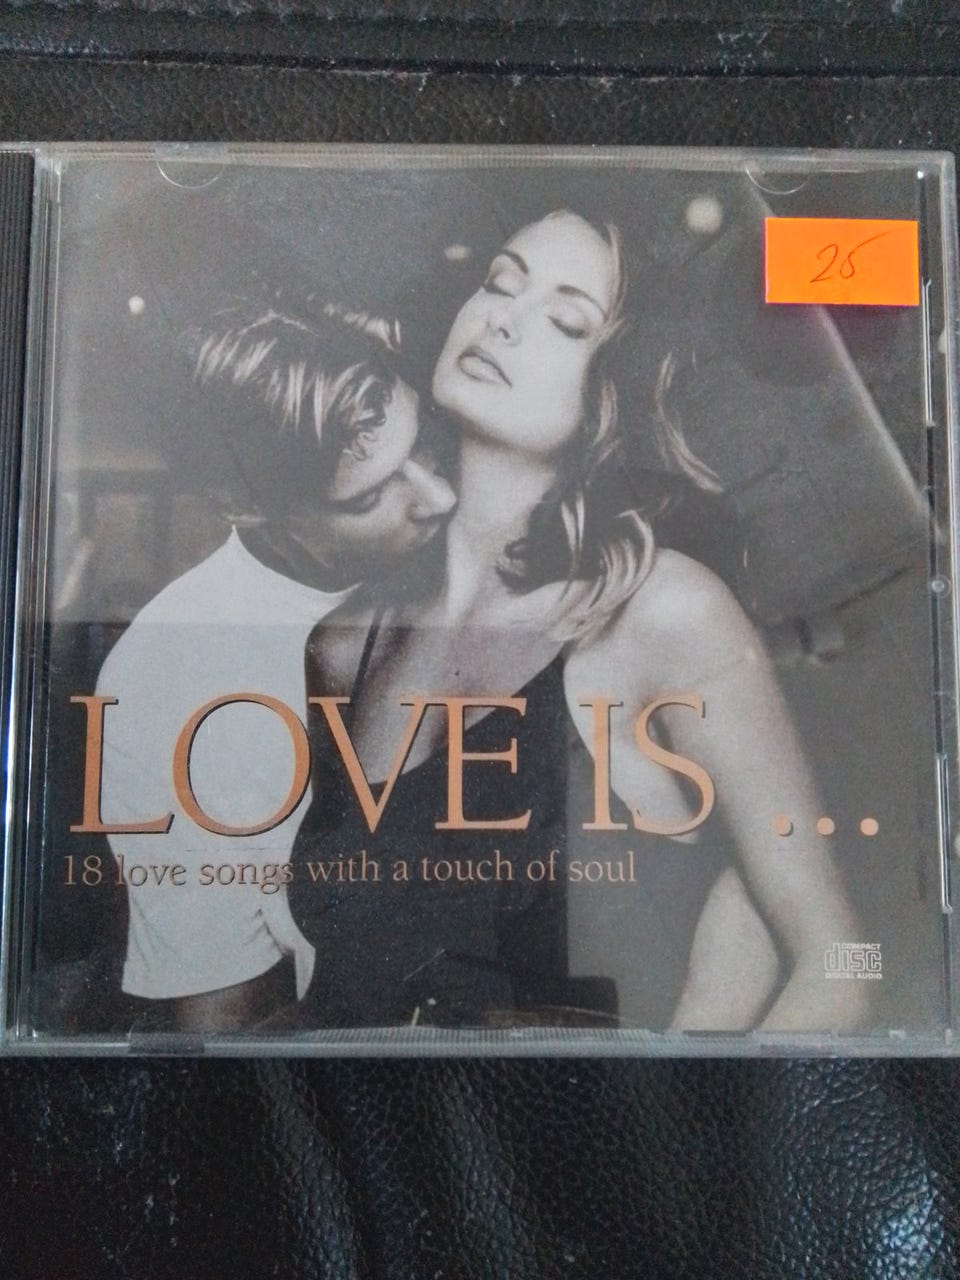 25
LOVE IS ...
18 love songs with a touch of soul
COMPACT
disc
DIGITAL AUDIO